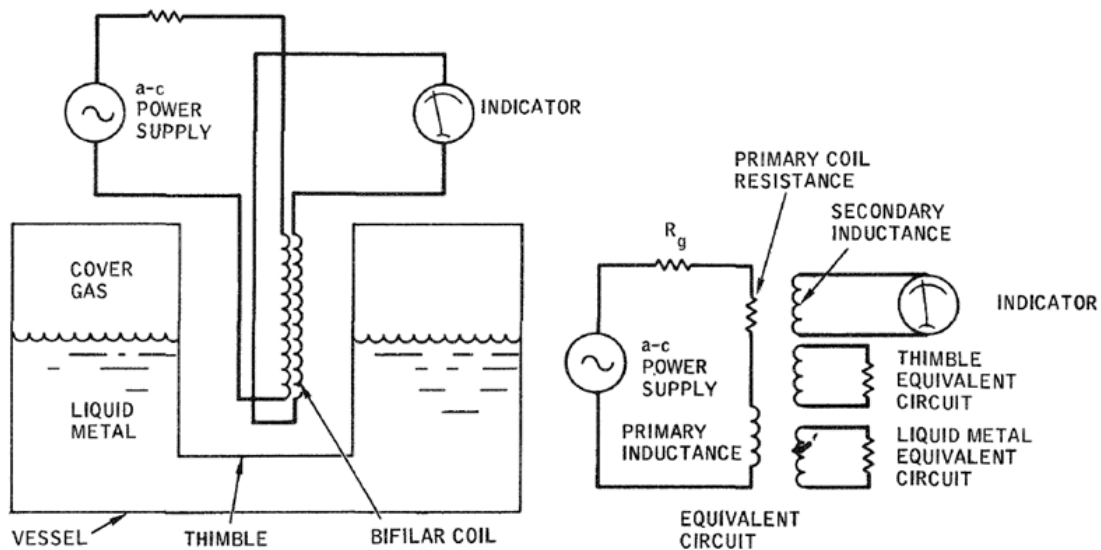 a-c
POWER
SUPPLY
INDICATOR
COVER
GAS
LIQUID
METAL
VESSEL
THIMBLE
BIFILAR COIL
PRIMARY COIL
RESISTANCE
SECONDARY
INDUCTANCE
Rg
INDICATOR
a-c
POWER
SUPPLY
THIMBLE
EQUIVALENT
CIRCUIT
PRIMARY
INDUCTANCE
LIQUID METAL
EQUIVALENT
CIRCUIT
EQUIVALENT
CIRCUIT